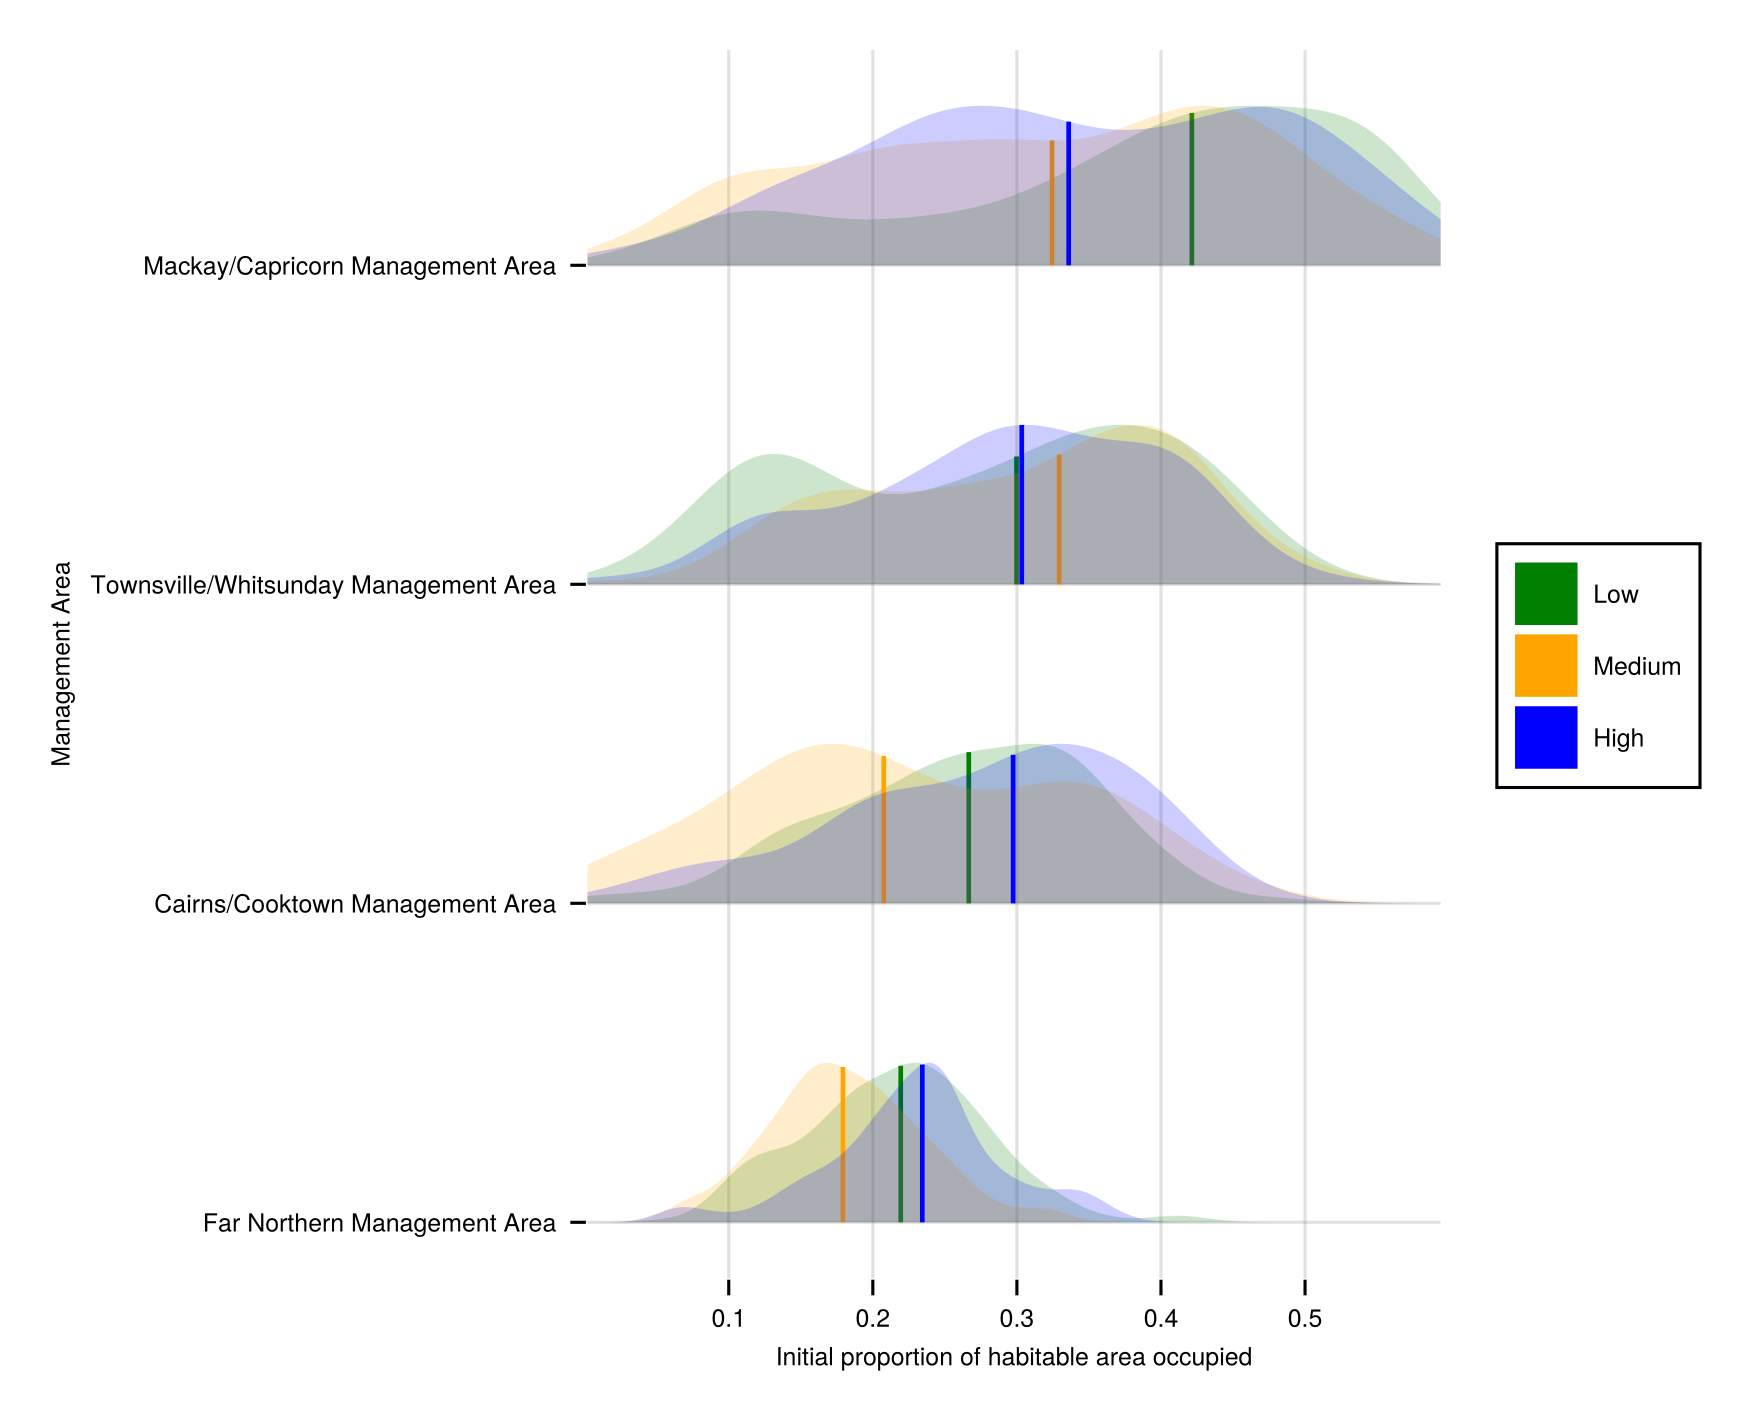 Mackay/Capricorn Management Area
Townsville/Whitsunday Management Area
Cairns/Cooktown Management Area
Far Northern Management Area
Management Area
0.1 0.2 0.3 0.4 0.5
Initial proportion of habitable area occupied
Low
Medium
High